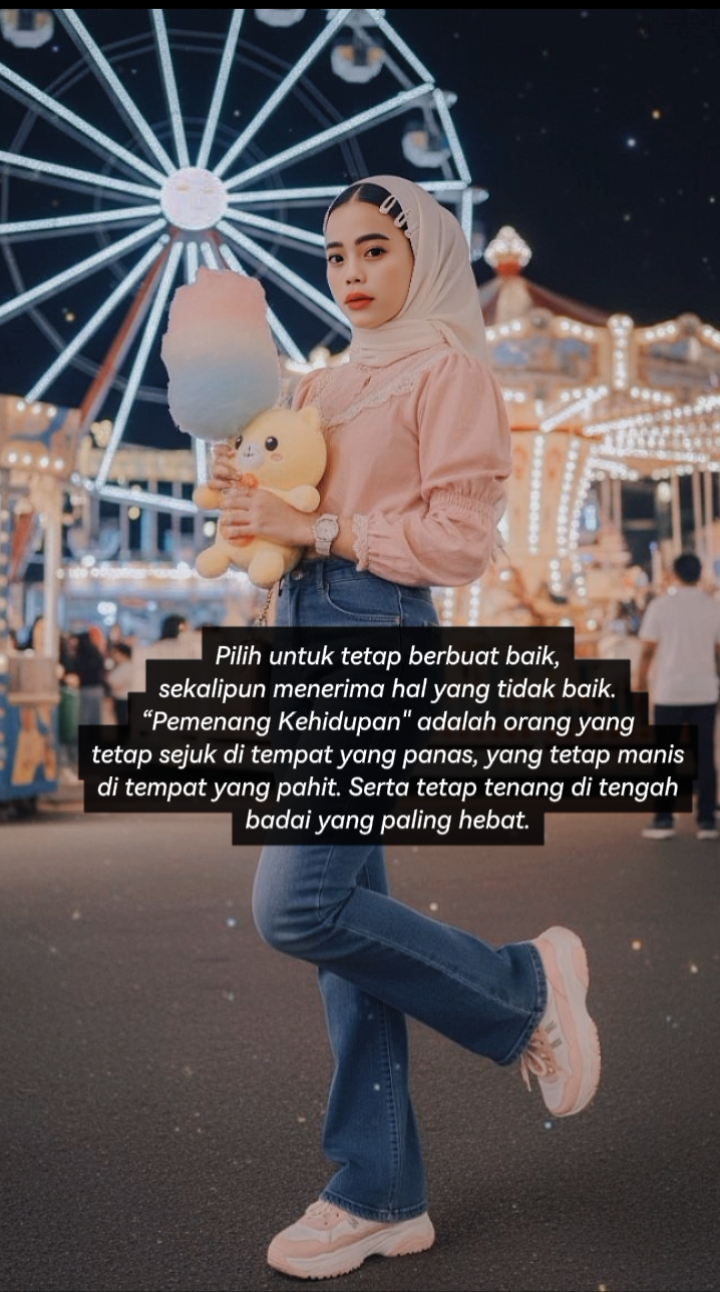 Pilih untuk tetap berbuat baik,
sekalipun menerima hal yang tidak baik.
“Pemenang Kehidupan" adalah orang yang
tetap sejuk di tempat yang panas, yang tetap manis
di tempat yang pahit. Serta tetap tenang di tengah
badai yang paling hebat.